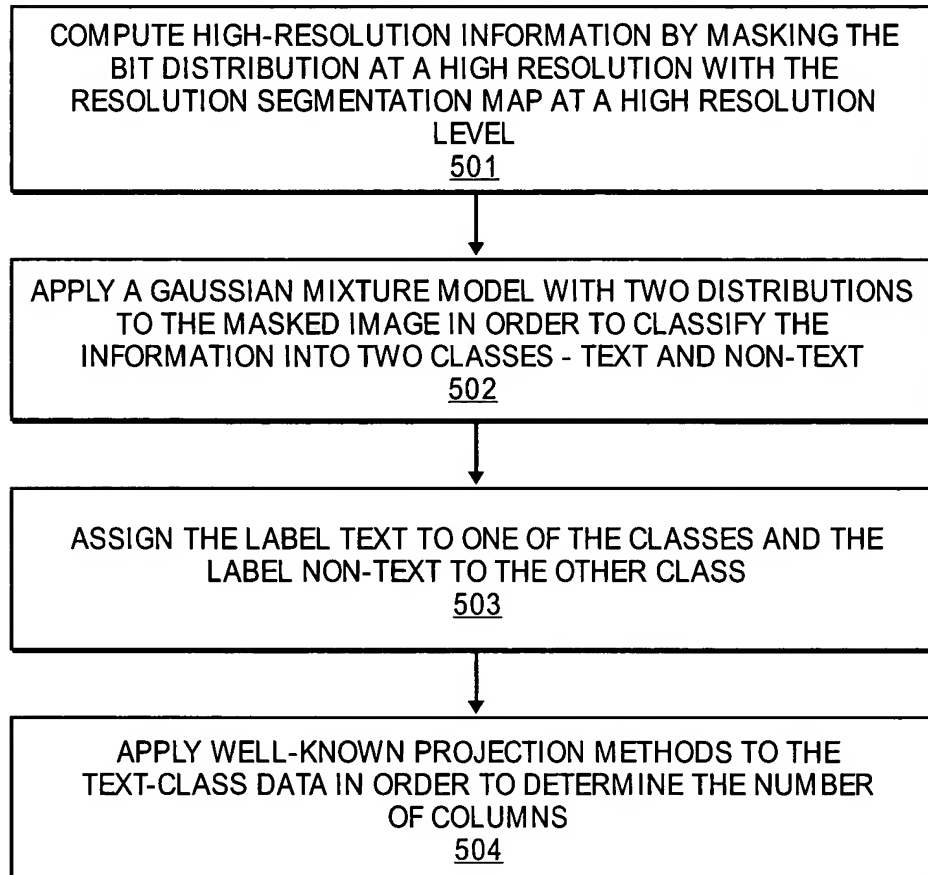 COMPUTE HIGH-RESOLUTION INFORMATION BY MASKING THE
BIT DISTRIBUTION AT A HIGH RESOLUTION WITH THE
RESOLUTION SEGMENTATION MAP AT A HIGH RESOLUTION
LEVEL
501
APPLY A GAUSSIAN MIXTURE MODEL WITH TWO DISTRIBUTIONS
TO THE MASKED IMAGE IN ORDER TO CLASSIFY THE
INFORMATION INTO TWO CLASSES - TEXT AND NON-TEXT
502
ASSIGN THE LABEL TEXT TO ONE OF THE CLASSES AND THE
LABEL NON-TEXT TO THE OTHER CLASS
503
APPLY WELL-KNOWN PROJECTION METHODS TO THE
TEXT-CLASS DATA IN ORDER TO DETERMINE THE NUMBER
OF COLUMNS
504